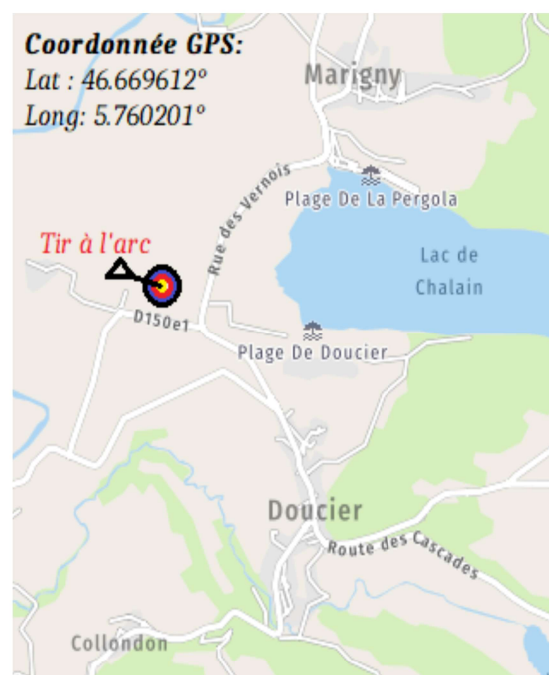 Coordonnée GPS:
Lat : 46.669612°
Long: 5.760201°
Marigny
Rue des Vernois
Plage De La Pergola
Tir à l'arc
Lac de
Chalain
D150e1
Plage De Doucier
Doucier
Route des Cascades
Collondon